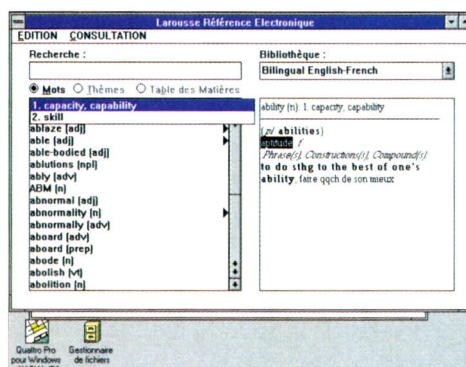 Larousse Référence Electronique
EDITION CONSULTATION
Recherche :
Bibliothèque :
Bilingual English-French
Mots Thèmes Table des Matières
1. capacity, capability
2. skill
ablaze (adj)
able (adj)
able-bodied (adj)
ablutions (npl)
ably (adv)
ABM (n)
abnormal (adj)
abnormality (n)
abnormally (adv)
aboard (adv)
aboard (prep)
abode (n)
abolish (vt)
abolition (n)
ability (n): 1. capacity, capability
(pl abilities)
aptitude f
Phrase(s), Construction(s), Compound(s)
to do sthg to the best of one's
ability, faire qqch de son mieux
Quattro Pro
pour Windows
Gestionnaire
de fichiers